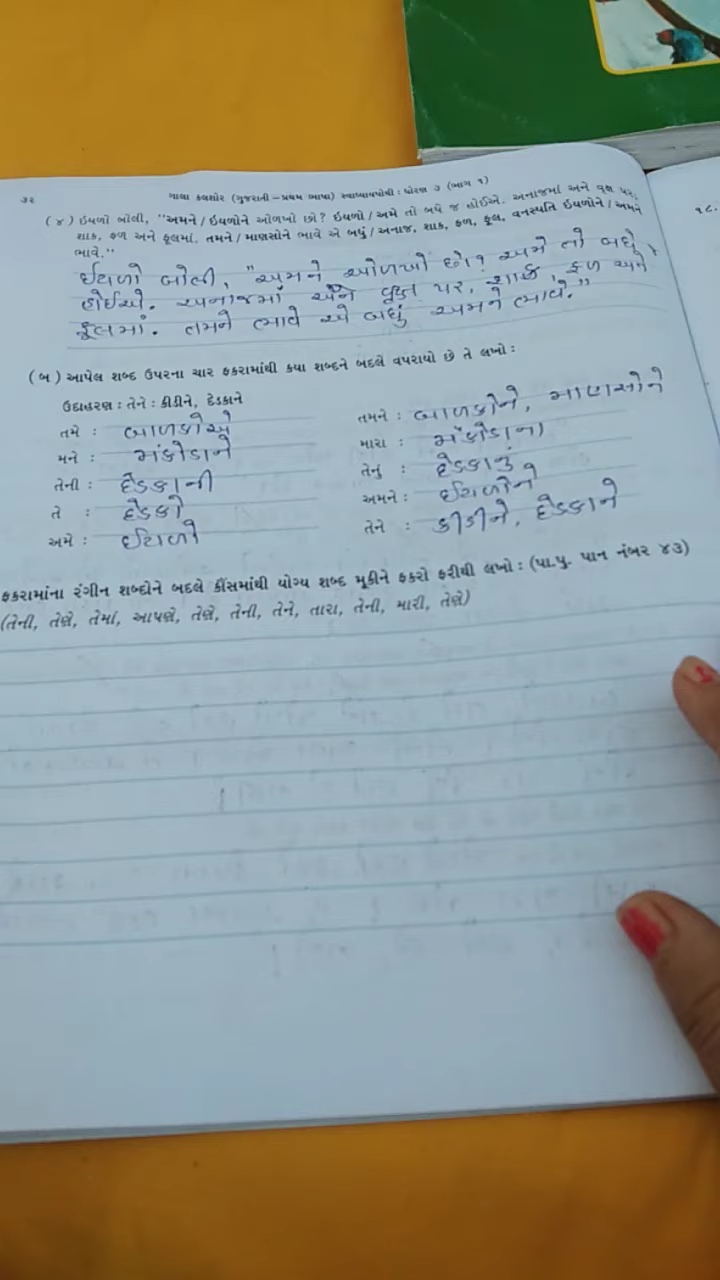 ૭૨
ગાલા કલશોર (ગુજરાતી – પ્રથમ ભાષા) સ્વાધ્યાયપોથી : ધોરણ ૭ (ભાગ ૧)
(૪) ઇયળો બોલી, “અમને / ઇયળોને ઓળખો છો? ઇયળો / અમે તો બધે જ હોઈએ. અનાજમાં અને વૃક્ષ પર,
શાક, ફળ અને ફૂલમાં. તમને / માણસોને ભાવે એ બધું / અનાજ, શાક, ફળ, ફૂલ, વનસ્પતિ ઇયળોને / અમને
ભાવે.”
ઈયળો બોલી, "અમને ઓળખો છો? અમે તો બધે
હોઈએ. અનાજમાં અને વૃક્ષ પર, શાક, ફળ અને
ફૂલમાં. તમને ભાવે એ બધું અમને ભાવે."
(બ) આપેલ શબ્દ ઉપરના ચાર ફકરામાંથી કયા શબ્દને બદલે વપરાયો છે તે લખો :
ઉદાહરણ : તેને : કીડીને, દેડકાને
તમે : બાળકોએ
મને : મંકોડાને
તેની : દેડકાની
તે : દેડકો
અમે : ઈયળો
તમને : બાળકોને, માણસોને
મારા : મંકોડાના
તેનું : દેડકાનું
અમને : ઈયળોને
તેને : કીડીને, દેડકાને
ફકરામાંના રંગીન શબ્દોને બદલે કૌંસમાંથી યોગ્ય શબ્દ મૂકીને ફકરો ફરીથી લખો : (પા.પુ. પાન નંબર ૪૩)
(તેની, તેણે, તેમાં, આપણે, તેણે, તેની, તેને, તારા, તેની, મારી, તેણે)
૧૮.